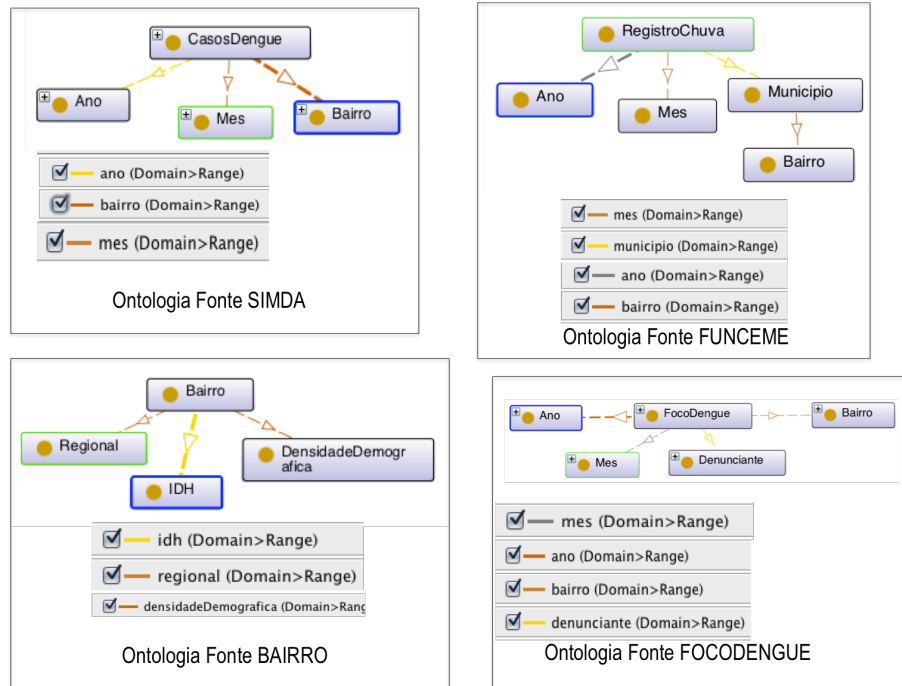 CasosDengue
Ano
Mes
Bairro
ano (Domain>Range)
bairro (Domain>Range)
mes (Domain>Range)
Ontologia Fonte SIMDA
RegistroChuva
Ano
Mes
Municipio
Bairro
mes (Domain>Range)
municipio (Domain>Range)
ano (Domain>Range)
bairro (Domain>Range)
Ontologia Fonte FUNCEME
Bairro
Regional
IDH
DensidadeDemogr
afica
idh (Domain>Range)
regional (Domain>Range)
densidadeDemografica (Domain>Rang
Ontologia Fonte BAIRRO
Ano
FocoDengue
Bairro
Mes
Denunciante
mes (Domain>Range)
ano (Domain>Range)
bairro (Domain>Range)
denunciante (Domain>Range)
Ontologia Fonte FOCODENGUE